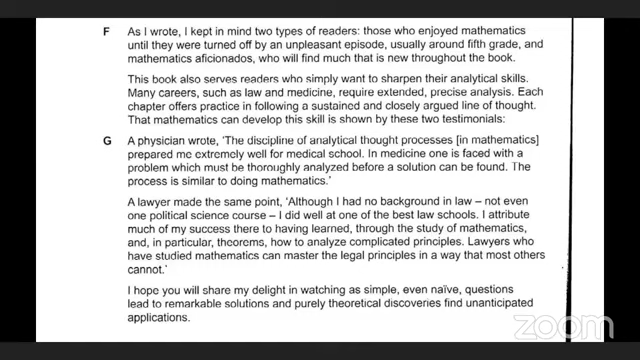 F As I wrote, I kept in mind two types of readers: those who enjoyed mathematics
until they were turned off by an unpleasant episode, usually around fifth grade, and
mathematics aficionados, who will find much that is new throughout the book.
This book also serves readers who simply want to sharpen their analytical skills.
Many careers, such as law and medicine, require extended, precise analysis. Each
chapter offers practice in following a sustained and closely argued line of thought.
That mathematics can develop this skill is shown by these two testimonials:
G A physician wrote, 'The discipline of analytical thought processes [in mathematics]
prepared me extremely well for medical school. In medicine one is faced with a
problem which must be thoroughly analyzed before a solution can be found. The
process is similar to doing mathematics.'
A lawyer made the same point, 'Although I had no background in law – not even
one political science course – I did well at one of the best law schools. I attribute
much of my success there to having learned, through the study of mathematics,
and, in particular, theorems, how to analyze complicated principles. Lawyers who
have studied mathematics can master the legal principles in a way that most others
cannot.'
I hope you will share my delight in watching as simple, even naïve, questions
lead to remarkable solutions and purely theoretical discoveries find unanticipated
applications.
zoom